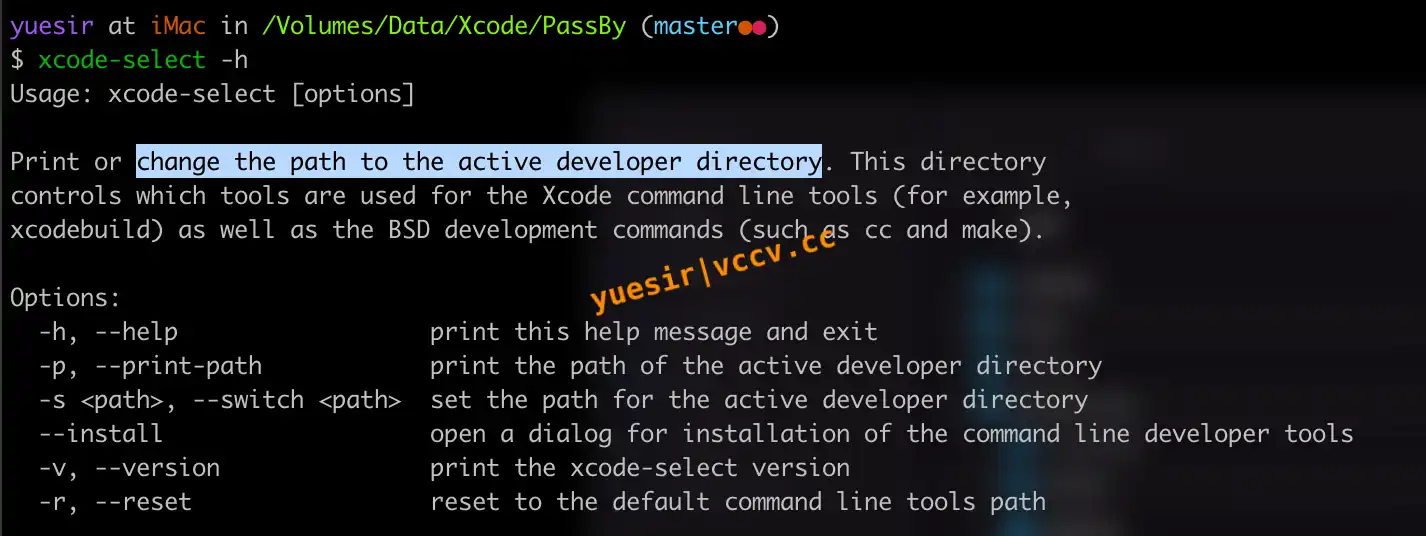 yuesir at iMac in /Volumes/Data/Xcode/PassBy (master●●)
$ xcode-select -h
Usage: xcode-select [options]
Print or change the path to the active developer directory. This directory
controls which tools are used for the Xcode command line tools (for example,
xcodebuild) as well as the BSD development commands (such as cc and make).
yuesir|vccv.cc
Options:
-h, --help print this help message and exit
-p, --print-path print the path of the active developer directory
-s <path>, --switch <path> set the path for the active developer directory
--install open a dialog for installation of the command line developer tools
-v, --version print the xcode-select version
-r, --reset reset to the default command line tools path